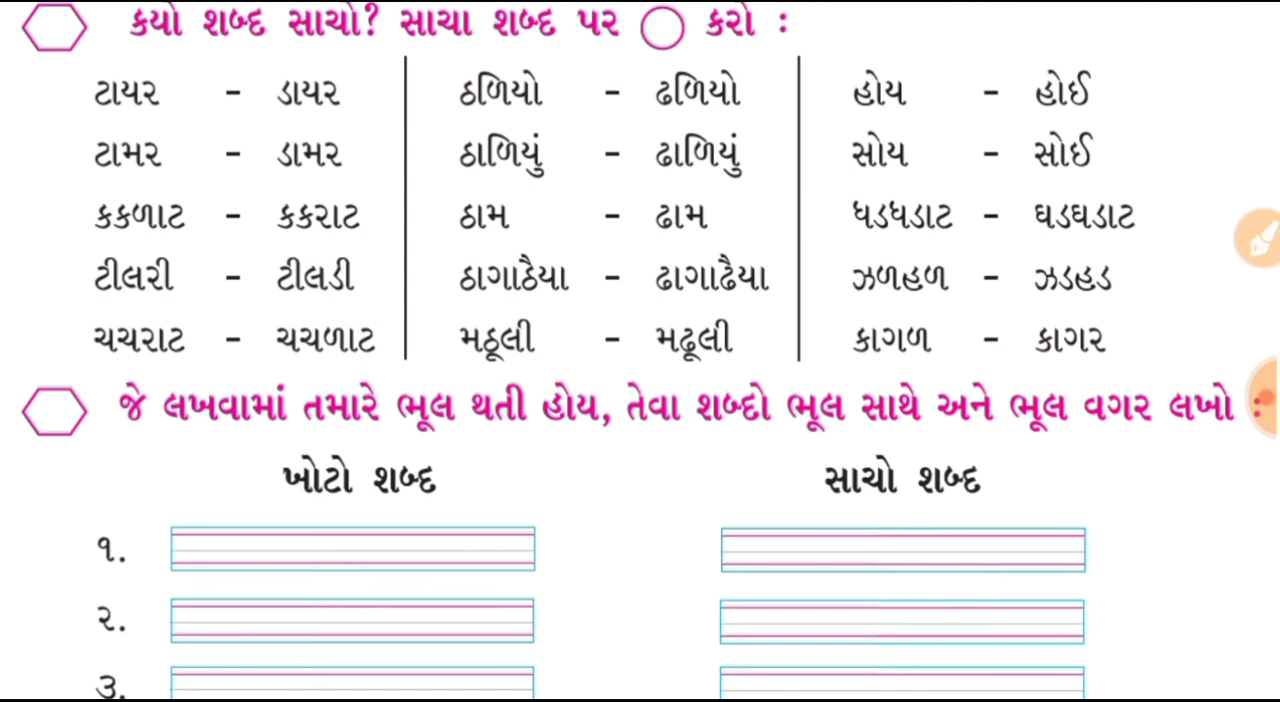 કયો શબ્દ સાચો? સાચા શબ્દ પર ○ કરો :
ટાયર - ડાયર ઠળિયો - ઢળિયો હોય - હોઈ
ટામર - ડામર ઠાળિયું - ઢાળિયું સોય - સોઈ
કકળાટ - કકરાટ ઠામ - ઢામ ધડધડાટ - ઘડઘડાટ
ટીલરી - ટીલડી ઠાગાઠૈયા - ઢાગાઢૈયા ઝળહળ - ઝડહડ
ચચરાટ - ચચળાટ મઠૂલી - મઢૂલી કાગળ - કાગર
જે લખવામાં તમારે ભૂલ થતી હોય, તેવા શબ્દો ભૂલ સાથે અને ભૂલ વગર લખો :
ખોટો શબ્દ સાચો શબ્દ
૧.
૨.
૩.